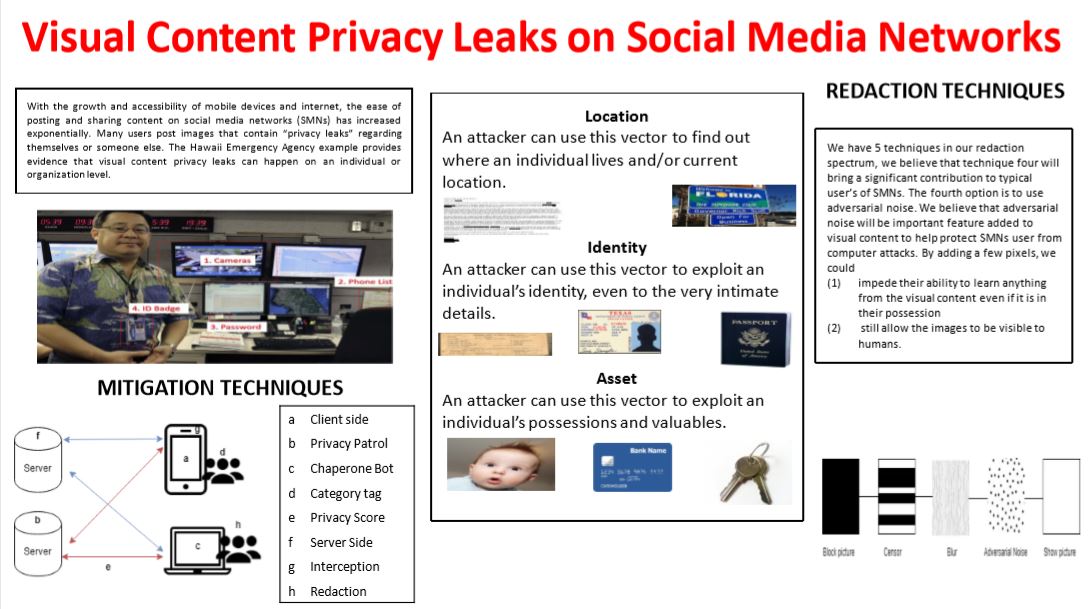 Visual Content Privacy Leaks on Social Media Networks
With the growth and accessibility of mobile devices and internet, the ease of
posting and sharing content on social media networks (SMNs) has increased
exponentially. Many users post images that contain “privacy leaks” regarding
themselves or someone else. The Hawaii Emergency Agency example provides
evidence that visual content privacy leaks can happen on an individual or
organization level.
1. Cameras
2. Phone List
4. ID Badge
3. Password
MITIGATION TECHNIQUES
f
Server
b
Server
g
a
d
h
c
e
a Client side
b Privacy Patrol
c Chaperone Bot
d Category tag
e Privacy Score
f Server Side
g Interception
h Redaction
Location
An attacker can use this vector to find out
where an individual lives and/or current
location.
FLORIDA
Open For
Business
Identity
An attacker can use this vector to exploit an
individual’s identity, even to the very intimate
details.
TEXAS
PASSPORT
United States
of America
Asset
An attacker can use this vector to exploit an
individual’s possessions and valuables.
Bank Name
CARDHOLDER
REDACTION TECHNIQUES
We have 5 techniques in our redaction
spectrum, we believe that technique four will
bring a significant contribution to typical
user’s of SMNs. The fourth option is to use
adversarial noise. We believe that adversarial
noise will be important feature added to
visual content to help protect SMNs user from
computer attacks. By adding a few pixels, we
could
(1) impede their ability to learn anything
from the visual content even if it is in
their possession
(2) still allow the images to be visible to
humans.
Block picture
Censor
Blur
Adversarial Noise
Show picture